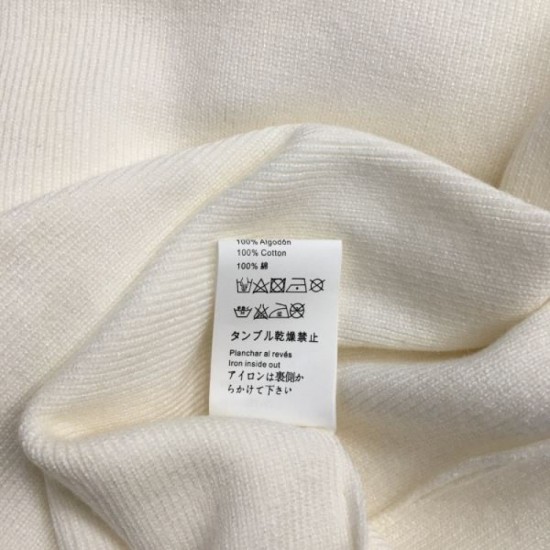 100% Algodón
100% Cotton
100% 綿
タンブル乾燥禁止
Planchar al revés
Iron inside out
アイロンは裏側か
らかけて下さい